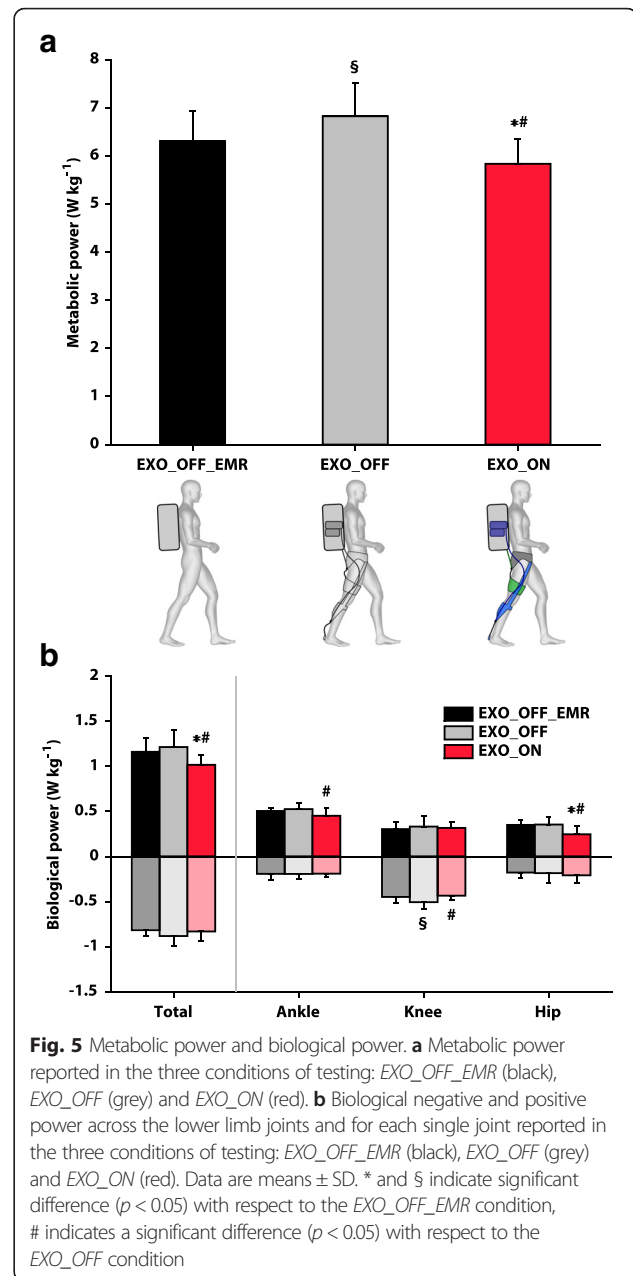 a
8
7
6
5
4
3
2
1
0
Metabolic power (W kg⁻¹)
§
*#
EXO_OFF_EMR EXO_OFF EXO_ON
b
2
1.5
1
0.5
0
-0.5
-1
-1.5
Biological power (W kg⁻¹)
EXO_OFF_EMR
EXO_OFF
EXO_ON
*#
#
*#
§
#
Total Ankle Knee Hip
Fig. 5 Metabolic power and biological power. a Metabolic power
reported in the three conditions of testing: EXO_OFF_EMR (black),
EXO_OFF (grey) and EXO_ON (red). b Biological negative and positive
power across the lower limb joints and for each single joint reported in
the three conditions of testing: EXO_OFF_EMR (black), EXO_OFF (grey)
and EXO_ON (red). Data are means ± SD. * and § indicate significant
difference (p < 0.05) with respect to the EXO_OFF_EMR condition,
# indicates a significant difference (p < 0.05) with respect to the
EXO_OFF condition